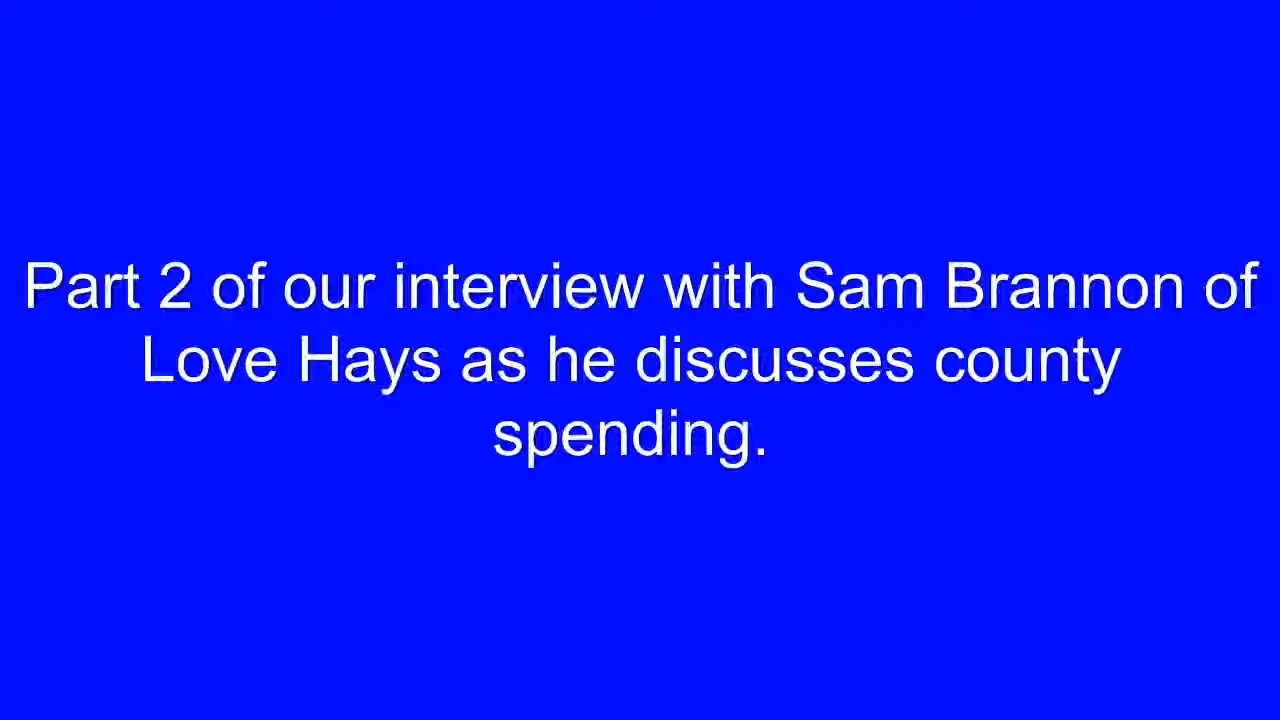 Part 2 of our interview with Sam Brannon of
Love Hays as he discusses county
spending.